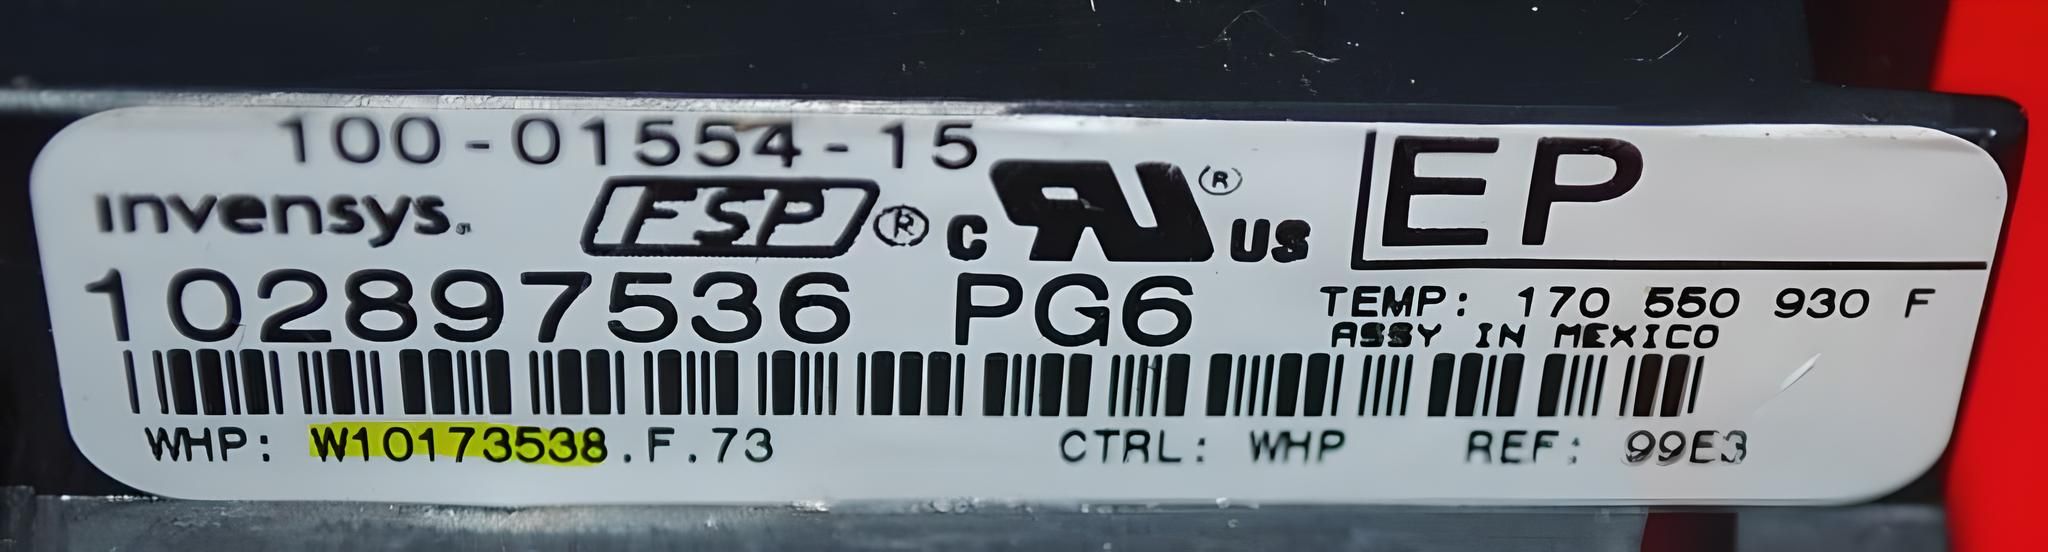 100-01554-15
invensys. FSP® c RU® US EP
102897536 PG6 TEMP: 170 550 930 F
ASSY IN MEXICO
WHP: W10173538.F.73 CTRL: WHP REF: 99E3